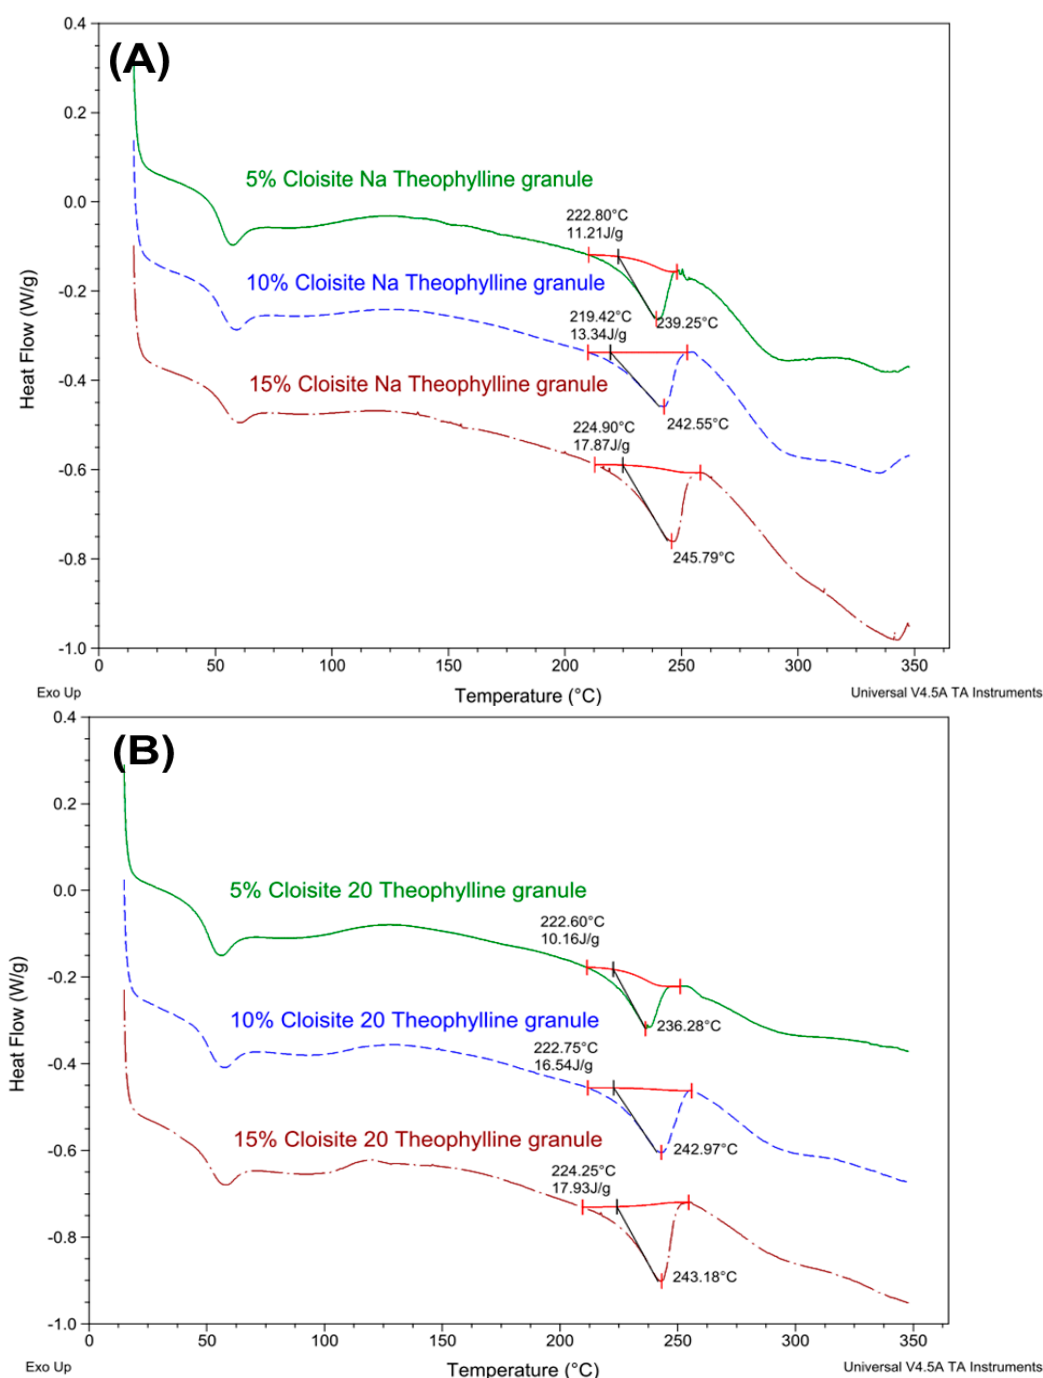 (A)
0.4
0.2
0.0
-0.2
-0.4
-0.6
-0.8
-1.0
Heat Flow (W/g)
5% Cloisite Na Theophylline granule
222.80°C
11.21J/g
239.25°C
10% Cloisite Na Theophylline granule
219.42°C
13.34J/g
242.55°C
15% Cloisite Na Theophylline granule
224.90°C
17.87J/g
245.79°C
0
50
100
150
200
250
300
350
Exo Up
Temperature (°C)
Universal V4.5A TA Instruments
(B)
0.4
0.2
0.0
-0.2
-0.4
-0.6
-0.8
-1.0
Heat Flow (W/g)
5% Cloisite 20 Theophylline granule
222.60°C
10.16J/g
236.28°C
10% Cloisite 20 Theophylline granule
222.75°C
16.54J/g
242.97°C
15% Cloisite 20 Theophylline granule
224.25°C
17.93J/g
243.18°C
0
50
100
150
200
250
300
350
Exo Up
Temperature (°C)
Universal V4.5A TA Instruments